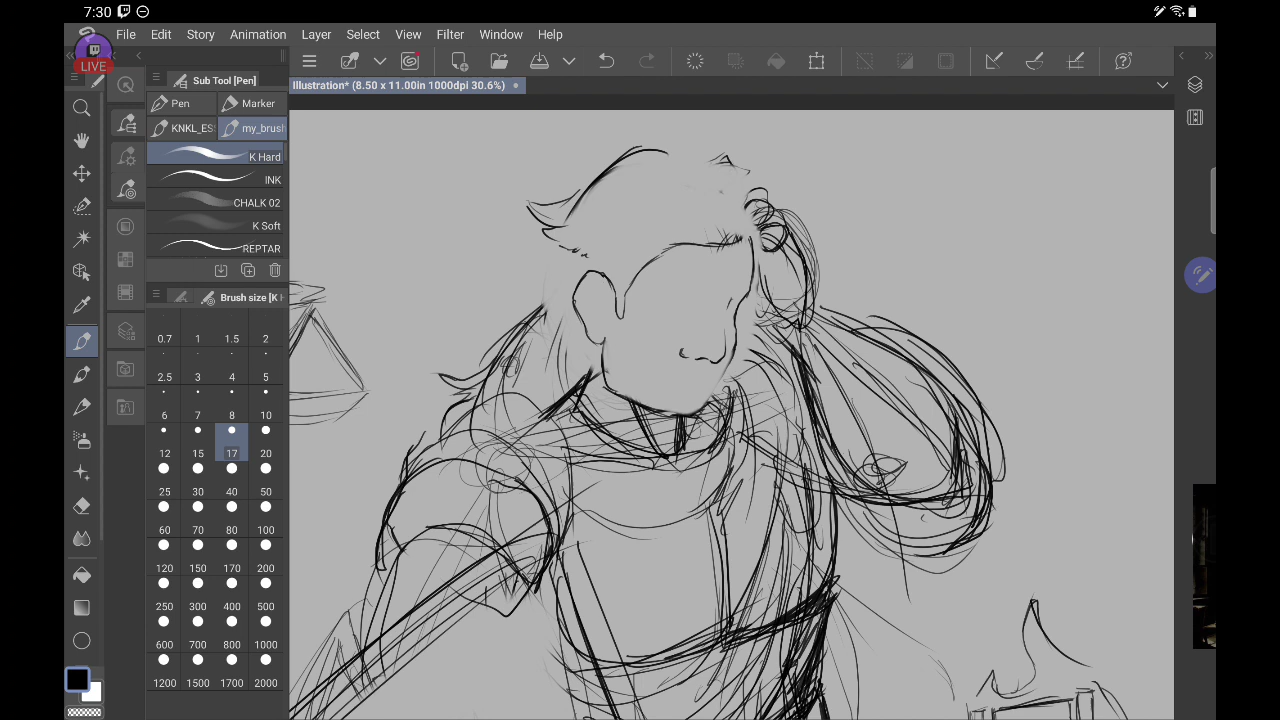 7:30
File Edit Story Animation Layer Select View Filter Window Help
LIVE
Sub Tool [Pen]
Illustration* (8.50 x 11.00in 1000dpi 30.6%)
Pen Marker
KNKL_ES my_brus
K Hard
INK
CHALK 02
K Soft
REPTAR
Brush size [K
0.7 1 1.5 2
2.5 3 4 5
6 7 8 10
12 15 17 20
25 30 40 50
60 70 80 100
120 150 170 200
250 300 400 500
600 700 800 1000
1200 1500 1700 2000